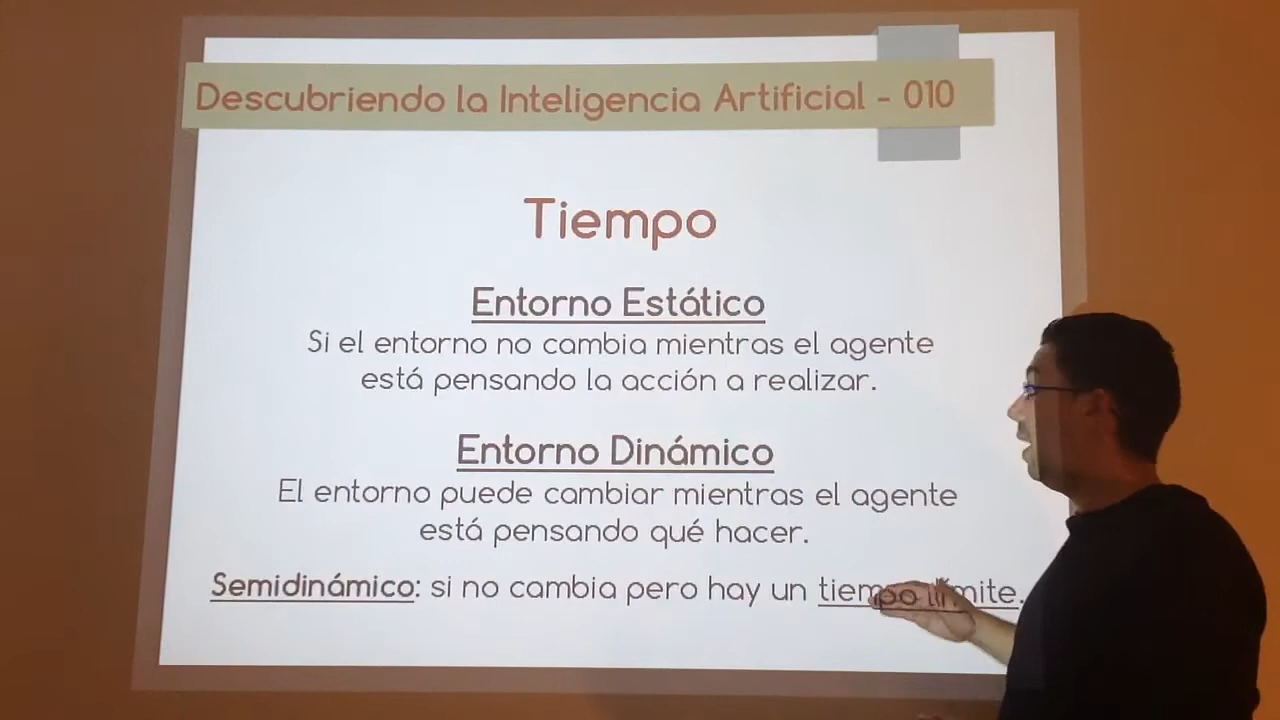 Descubriendo la Inteligencia Artificial - 010
Tiempo
Entorno Estático
Si el entorno no cambia mientras el agente
está pensando la acción a realizar.
Entorno Dinámico
El entorno puede cambiar mientras el agente
está pensando qué hacer.
Semidinámico: si no cambia pero hay un tiempo límite.